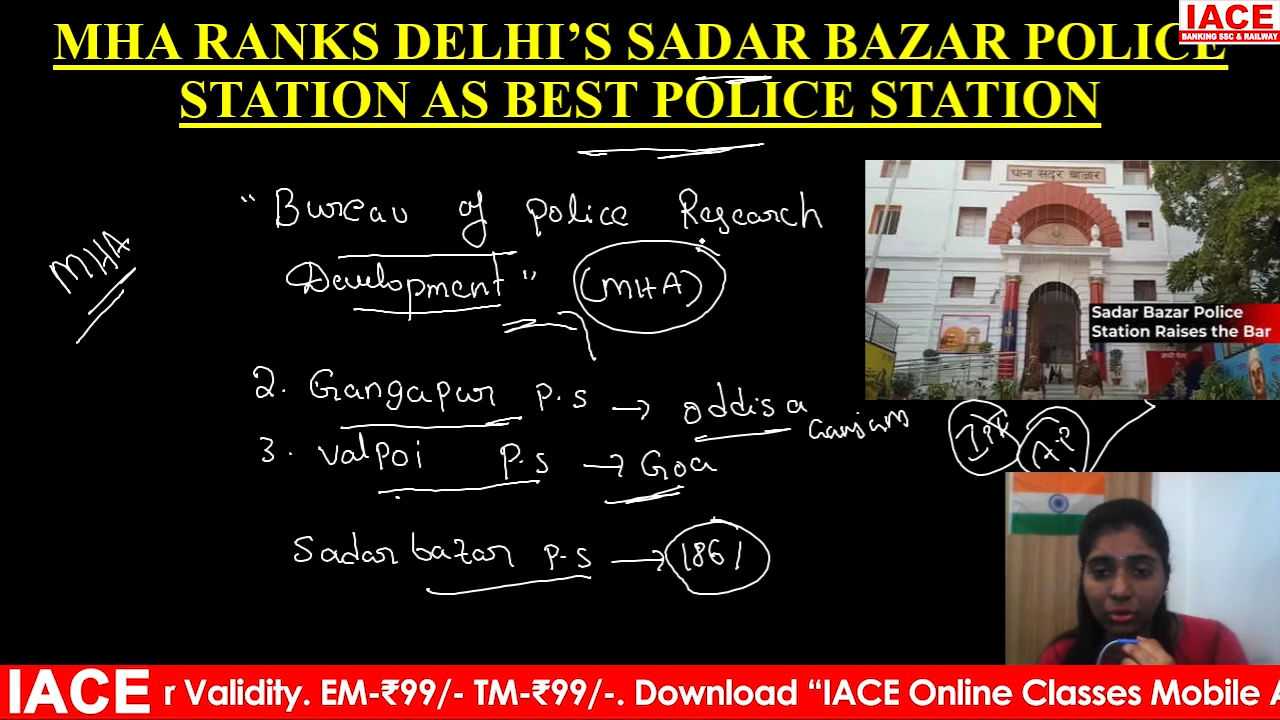 MHA RANKS DELHI'S SADAR BAZAR POLICE
STATION AS BEST POLICE STATION
IACE
BANKING SSC & RAILWAY
थाना सदर बाजार
"Bureau of police Research
Development" (MHA)
MHA
Sadar Bazar Police
Station Raises the Bar
2. Gangapur P.S → oddisa
Ganjam
3. Valpoi P.S → Goa
A.P
Sadar bazar P-S → 1861
IACE r Validity. EM-₹99/- TM-₹99/-. Download “IACE Online Classes Mobile A